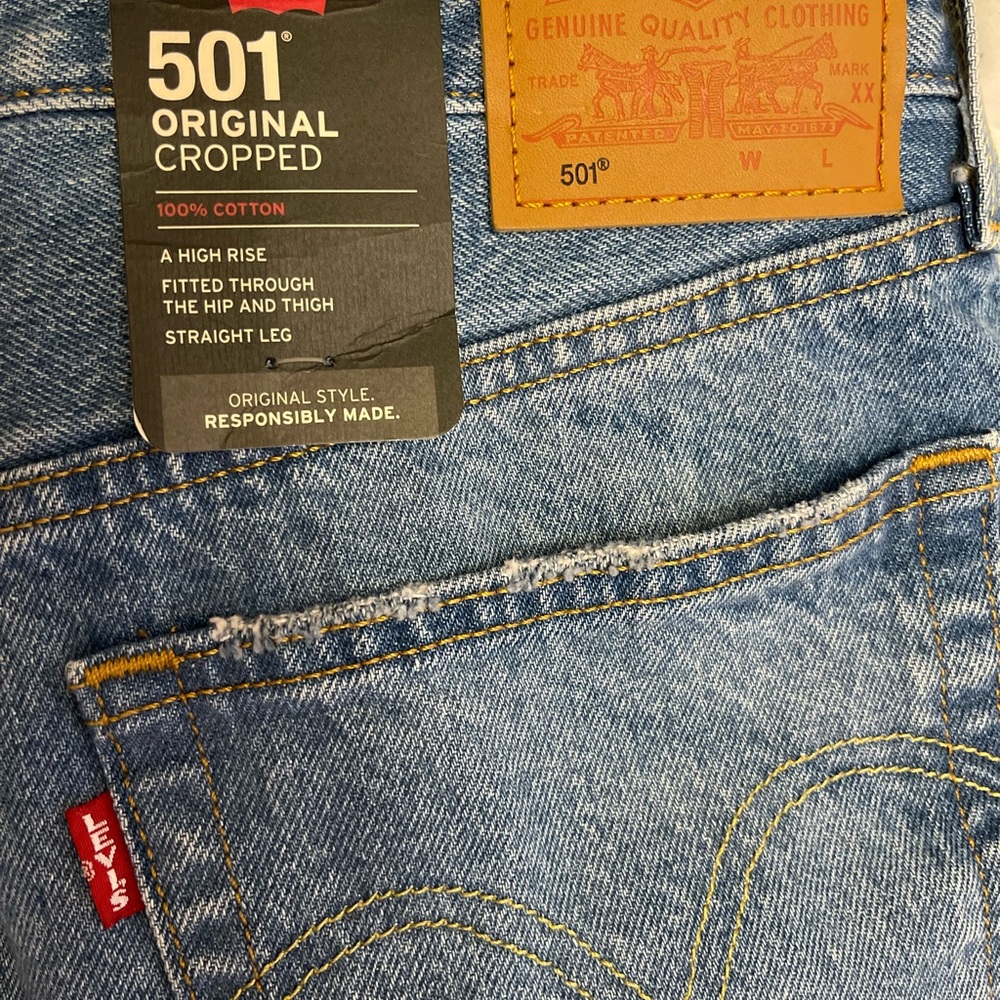 501®
ORIGINAL
CROPPED
100% COTTON
A HIGH RISE
FITTED THROUGH
THE HIP AND THIGH
STRAIGHT LEG
ORIGINAL STYLE.
RESPONSIBLY MADE.
GENUINE QUALITY CLOTHING
TRADE MARK
XX
PATENTED MAY 20 1873
W L
501®
LEVI'S
®